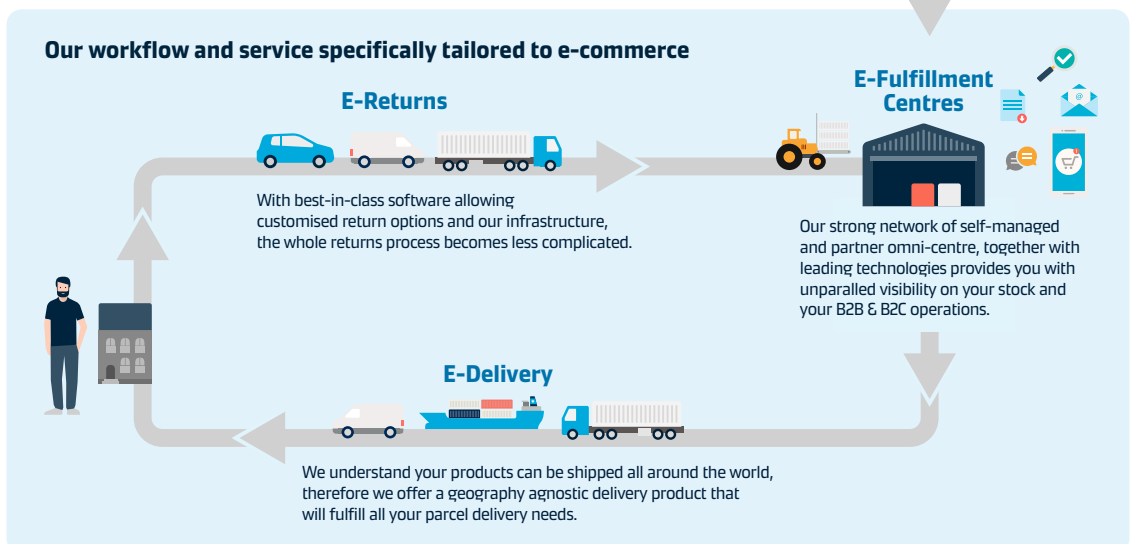 Our workflow and service specifically tailored to e-commerce
E-Returns
With best-in-class software allowing
customised return options and our infrastructure,
the whole returns process becomes less complicated.
E-Fulfillment
Centres
@
Our strong network of self-managed
and partner omni-centre, together with
leading technologies provides you with
unparalled visibility on your stock and
your B2B & B2C operations.
E-Delivery
We understand your products can be shipped all around the world,
therefore we offer a geography agnostic delivery product that
will fulfill all your parcel delivery needs.